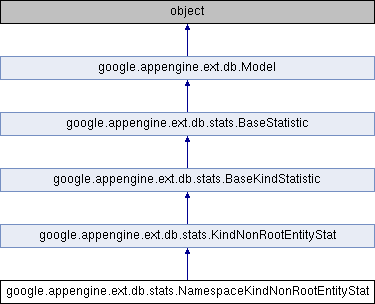 object
google.appengine.ext.db.Model
google.appengine.ext.db.stats.BaseStatistic
google.appengine.ext.db.stats.BaseKindStatistic
google.appengine.ext.db.stats.KindNonRootEntityStat
google.appengine.ext.db.stats.NamespaceKindNonRootEntityStat